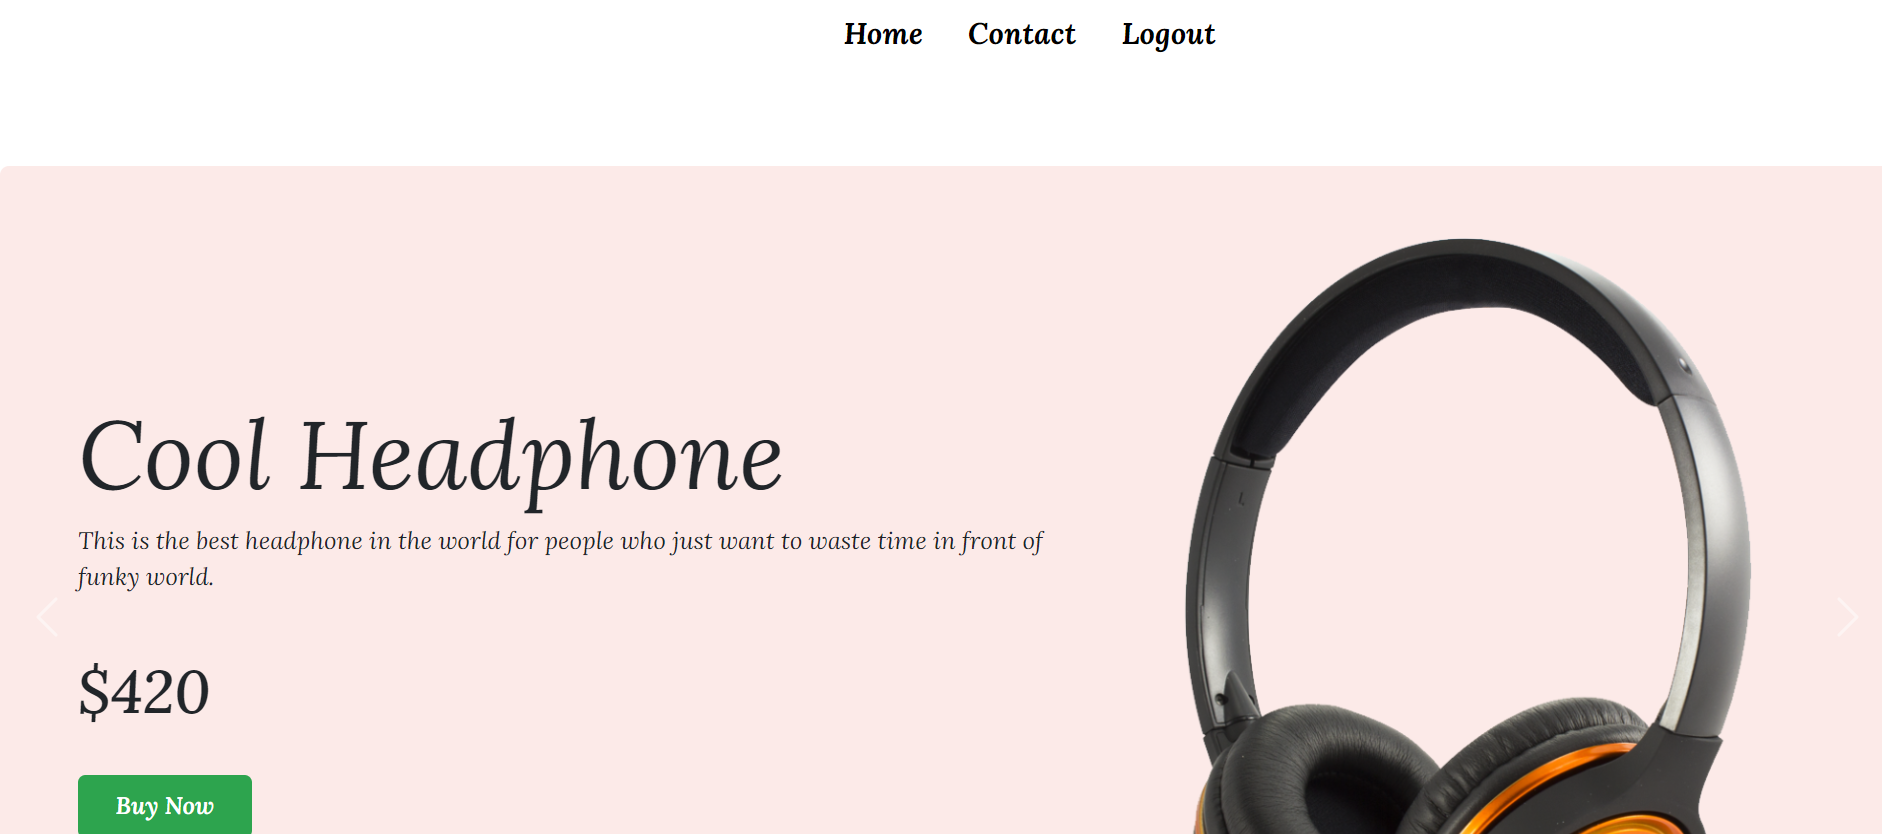 Home Contact Logout
Cool Headphone
This is the best headphone in the world for people who just want to waste time in front of
funky world.
$420
Buy Now
L